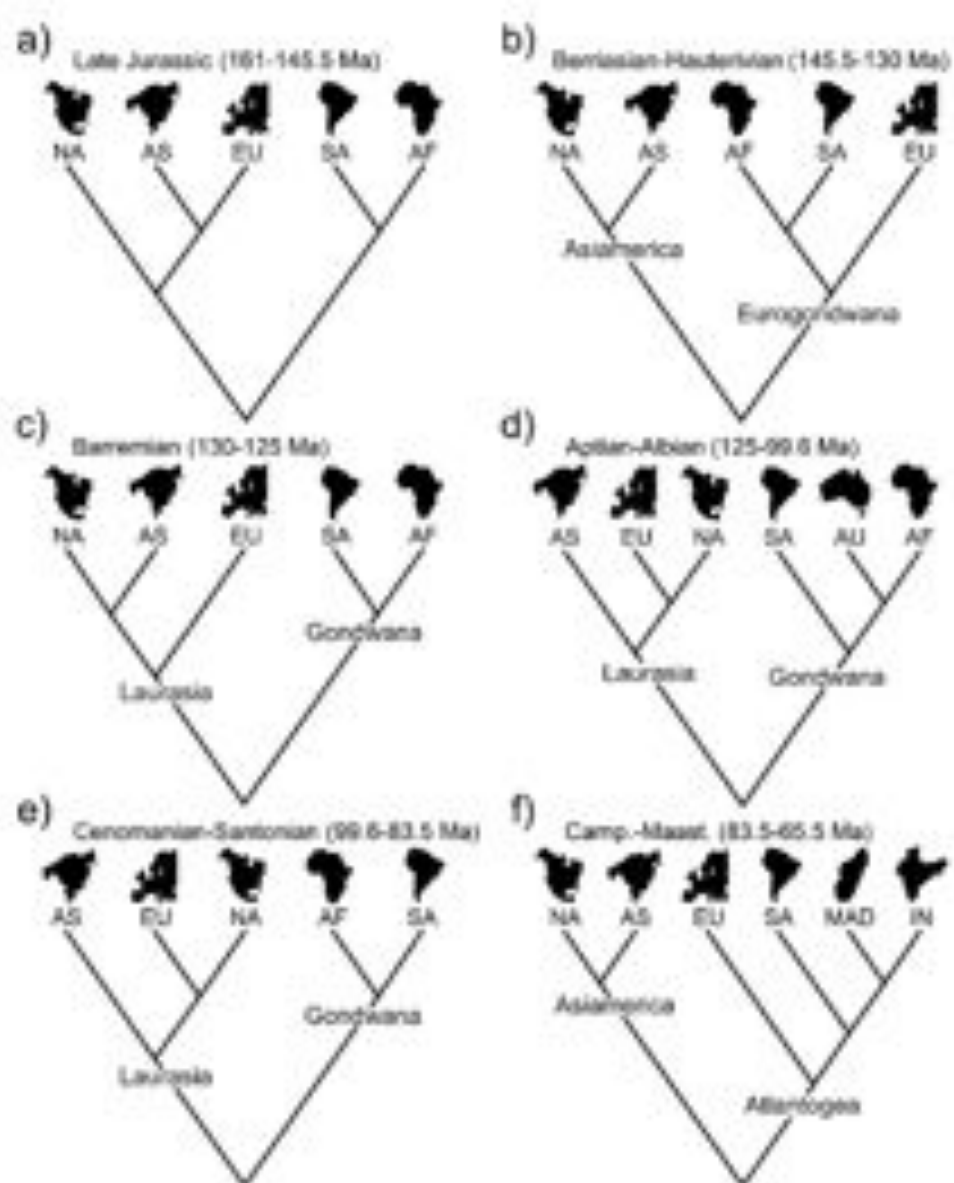 a)
Late Jurassic (161-145.5 Ma)
NA AS EU SA AF
b)
Berriasian-Hauterivian (145.5-130 Ma)
NA AS AF SA EU
Asiamerica
Eurogondwana
c)
Barremian (130-125 Ma)
NA AS EU SA AF
Gondwana
Laurasia
d)
Aptian-Albian (125-99.6 Ma)
AS EU NA SA AU AF
Laurasia Gondwana
e)
Cenomanian-Santonian (99.6-83.5 Ma)
AS EU NA AF SA
Gondwana
Laurasia
f)
Camp.-Maast. (83.5-65.5 Ma)
NA AS EU SA MAD IN
Asiamerica
Atlantogea